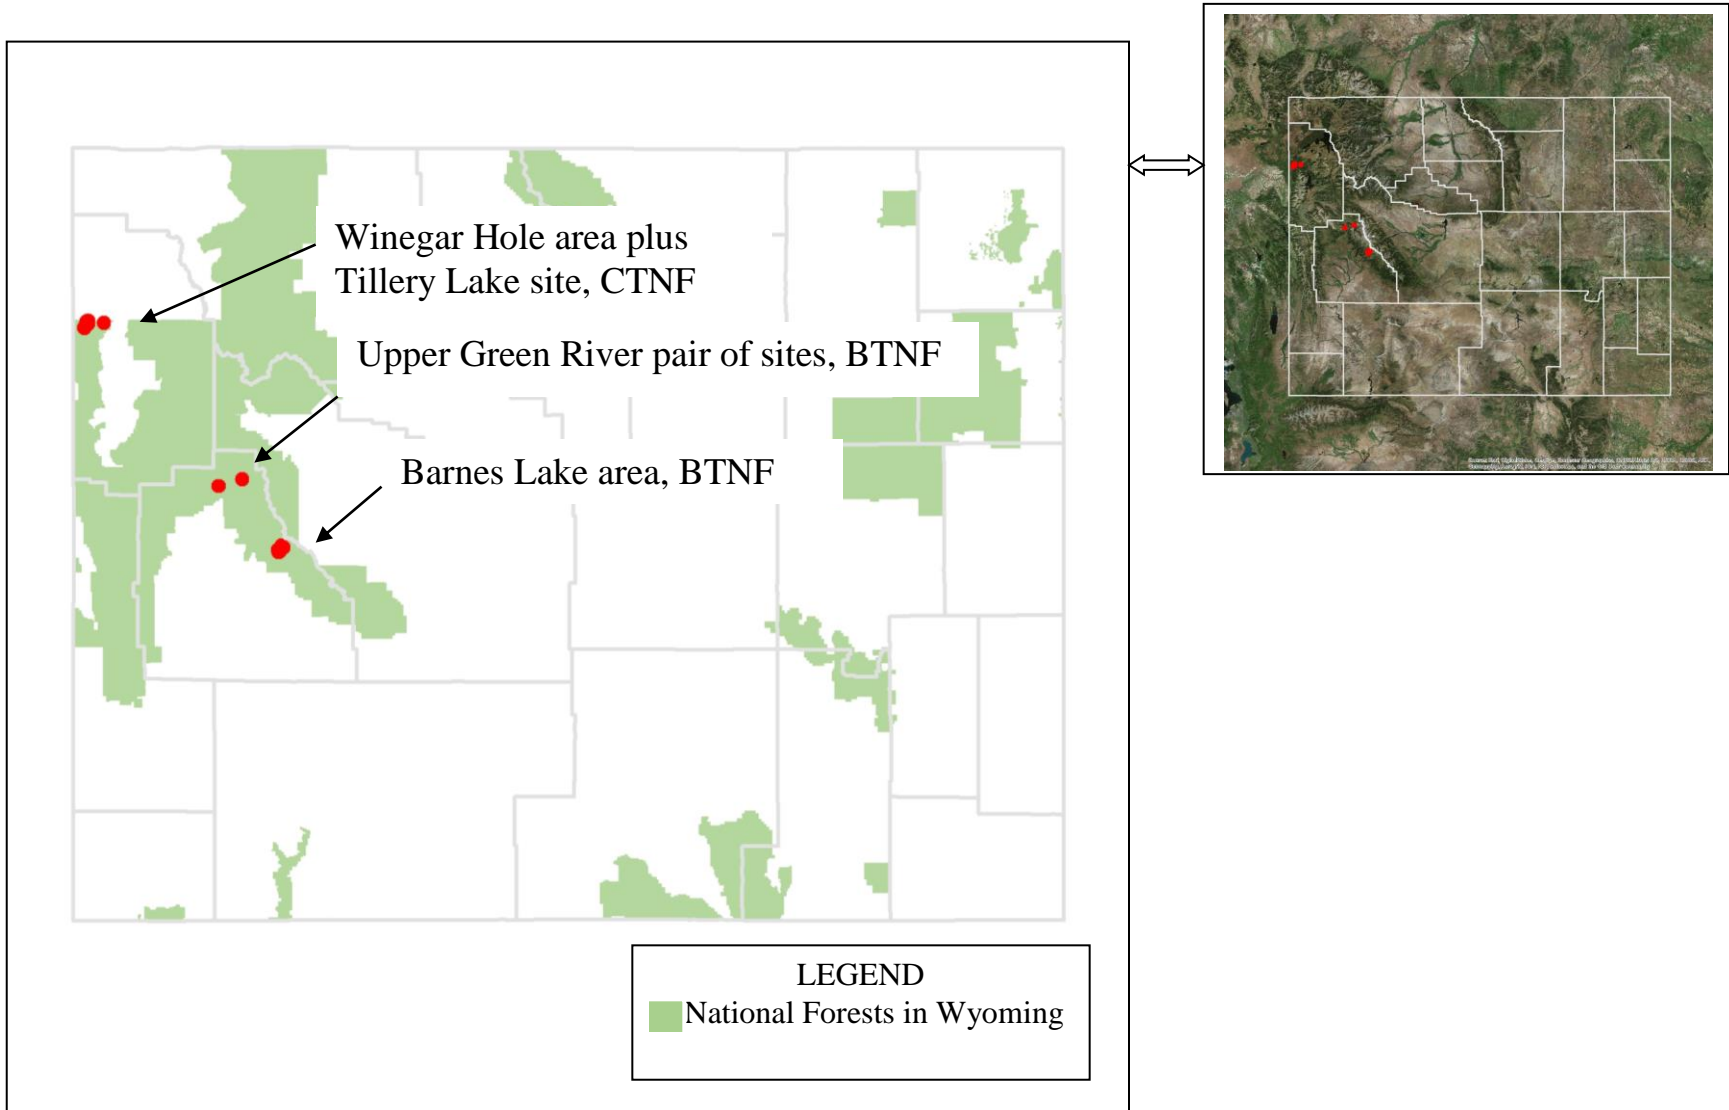 Winegar Hole area plus
Tillery Lake site, CTNF
Upper Green River pair of sites, BTNF
Barnes Lake area, BTNF
LEGEND
National Forests in Wyoming